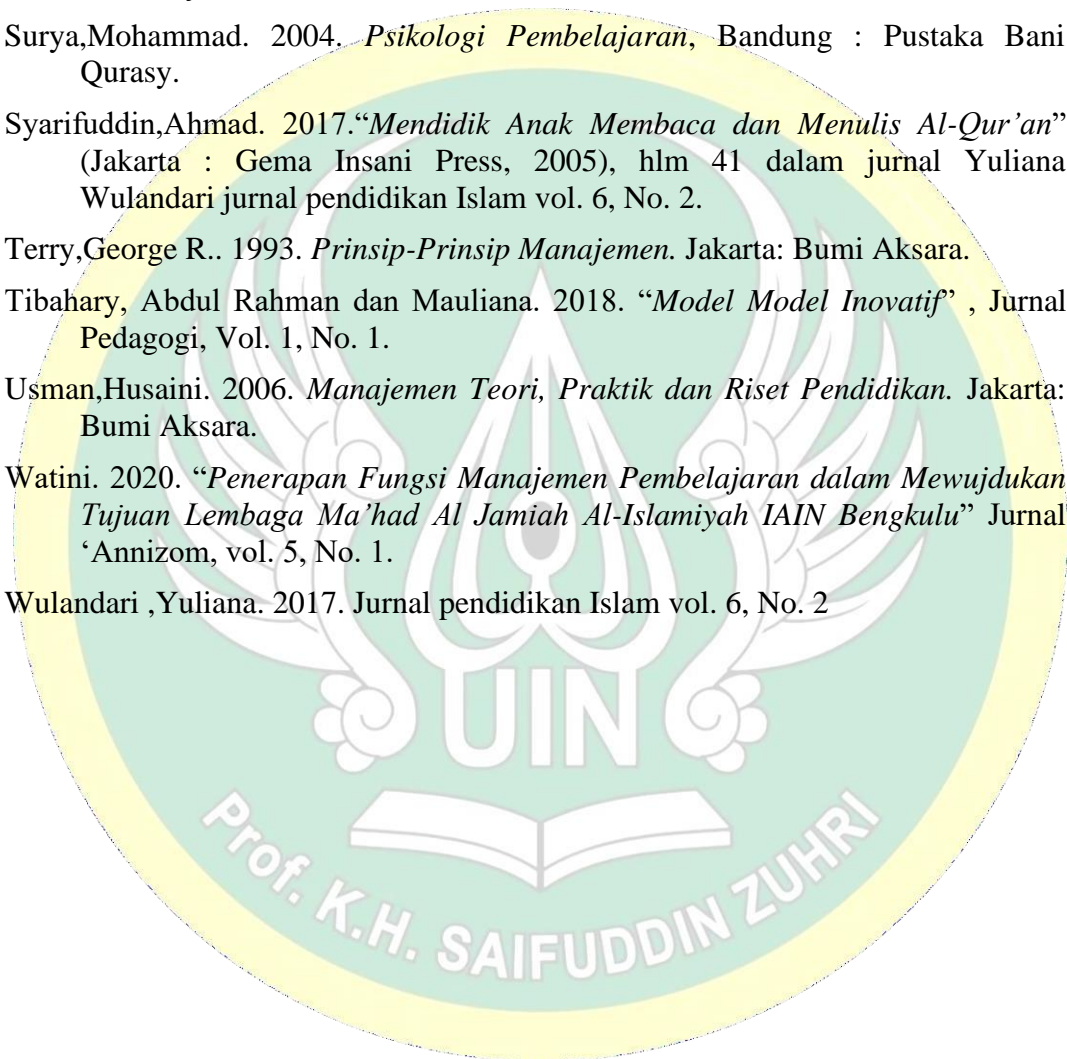 Surya,Mohammad. 2004. Psikologi Pembelajaran, Bandung : Pustaka Bani
Qurasy.
Syarifuddin,Ahmad. 2017.“Mendidik Anak Membaca dan Menulis Al-Qur’an”
(Jakarta : Gema Insani Press, 2005), hlm 41 dalam jurnal Yuliana
Wulandari jurnal pendidikan Islam vol. 6, No. 2.
Terry,George R.. 1993. Prinsip-Prinsip Manajemen. Jakarta: Bumi Aksara.
Tibahary, Abdul Rahman dan Mauliana. 2018. “Model Model Inovatif” , Jurnal
Pedagogi, Vol. 1, No. 1.
Usman,Husaini. 2006. Manajemen Teori, Praktik dan Riset Pendidikan. Jakarta:
Bumi Aksara.
Watini. 2020. “Penerapan Fungsi Manajemen Pembelajaran dalam Mewujdukan
Tujuan Lembaga Ma’had Al Jamiah Al-Islamiyah IAIN Bengkulu” Jurnal
‘Annizom, vol. 5, No. 1.
Wulandari ,Yuliana. 2017. Jurnal pendidikan Islam vol. 6, No. 2
UIN
Prof. K.H. SAIFUDDIN ZUHRI